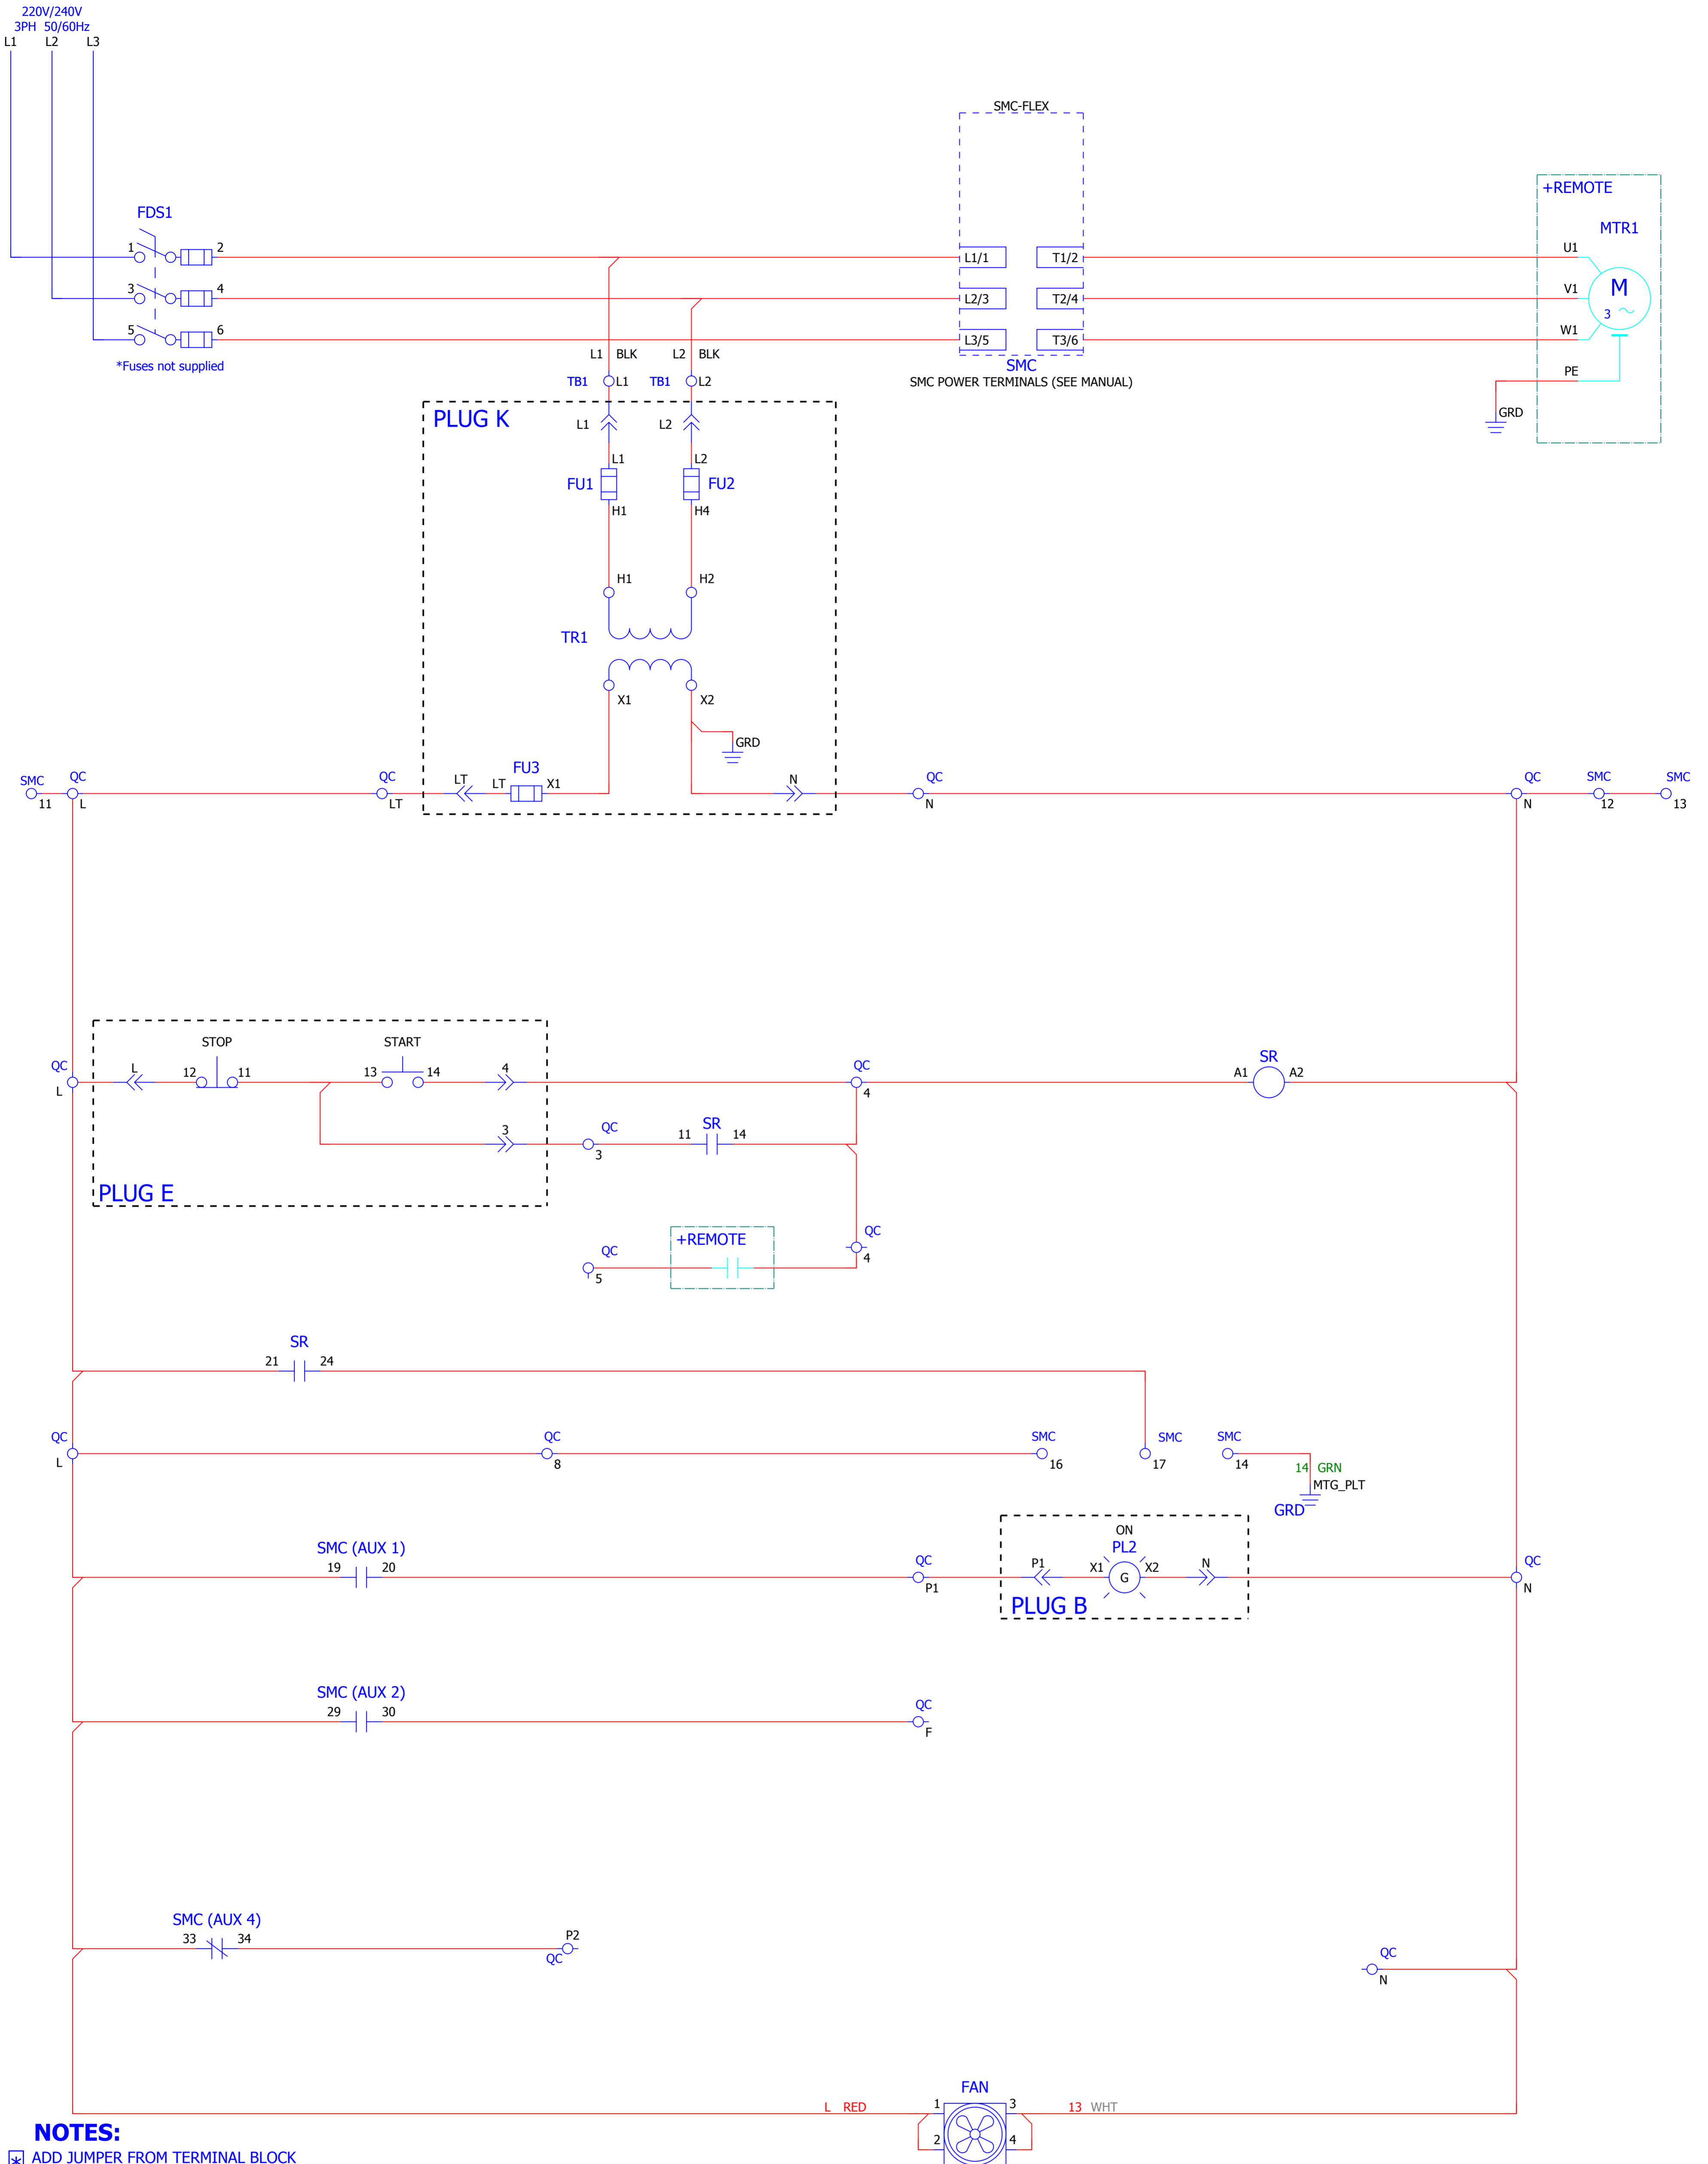 220V/240V
3PH 50/60Hz
L1 L2 L3
SMC-FLEX
+REMOTE
MTR1
FDS1
1 2 L1/1 T1/2 U1
3 4 L2/3 T2/4 V1 M
3
5 6 L3/5 T3/6 W1
*Fuses not supplied
L1 BLK L2 BLK
SMC
SMC POWER TERMINALS (SEE MANUAL)
PE
TB1 L1 TB1 L2
GRD
PLUG K
L1 L2
L1 L2
FU1 FU2
H1 H4
H1 H2
TR1
X1 X2
GRD
SMC QC QC LT LT FU3 X1 N QC QC SMC SMC
11 L LT N N 12 13
STOP START
QC L 12 11 13 14 4 QC SR
L 4 A1 A2
3 QC 11 SR 14
3
PLUG E
QC +REMOTE QC
5 4
SR
21 24
QC QC SMC SMC SMC
L 8 16 17 14
14 GRN
MTG_PLT
GRD
SMC (AUX 1)
19 20
ON
PL2
QC P1 X1 G X2 N QC
P1 N
PLUG B
SMC (AUX 2)
29 30 QC
F
SMC (AUX 4)
33 34 P2
QC
QC
N
FAN
L RED 1 3 13 WHT
2 4
NOTES:
* ADD JUMPER FROM TERMINAL BLOCK